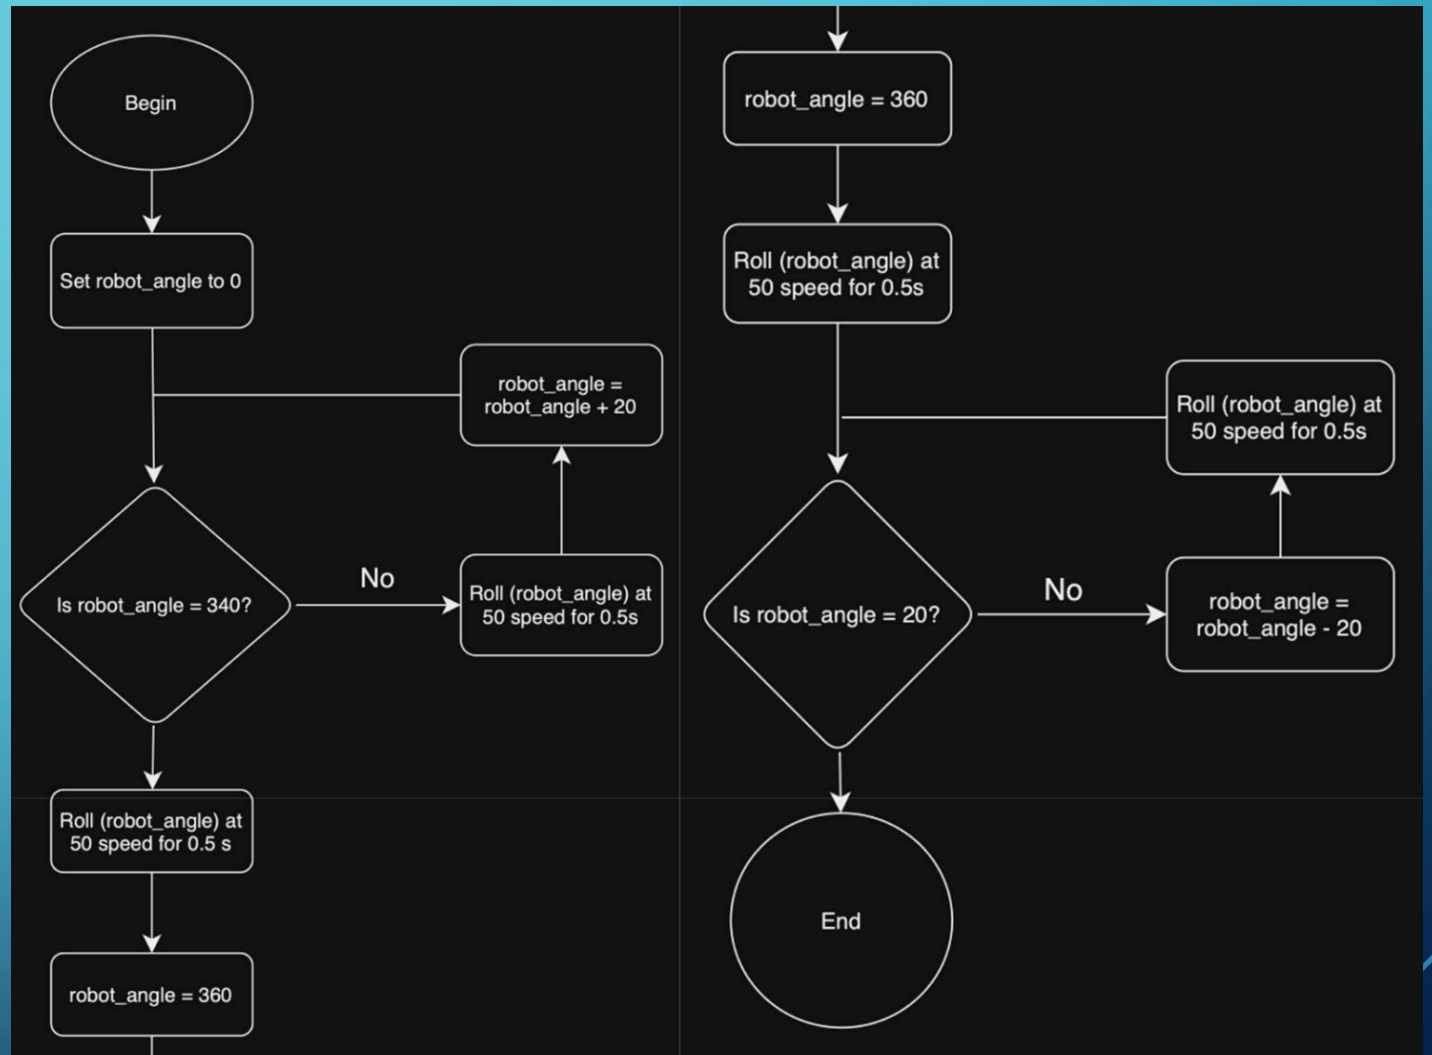 Begin
Set robot_angle to 0
robot_angle =
robot_angle + 20
Is robot_angle = 340?
No
Roll (robot_angle) at
50 speed for 0.5s
Roll (robot_angle) at
50 speed for 0.5 s
robot_angle = 360
robot_angle = 360
Roll (robot_angle) at
50 speed for 0.5s
Roll (robot_angle) at
50 speed for 0.5s
Is robot_angle = 20?
No
robot_angle =
robot_angle - 20
End